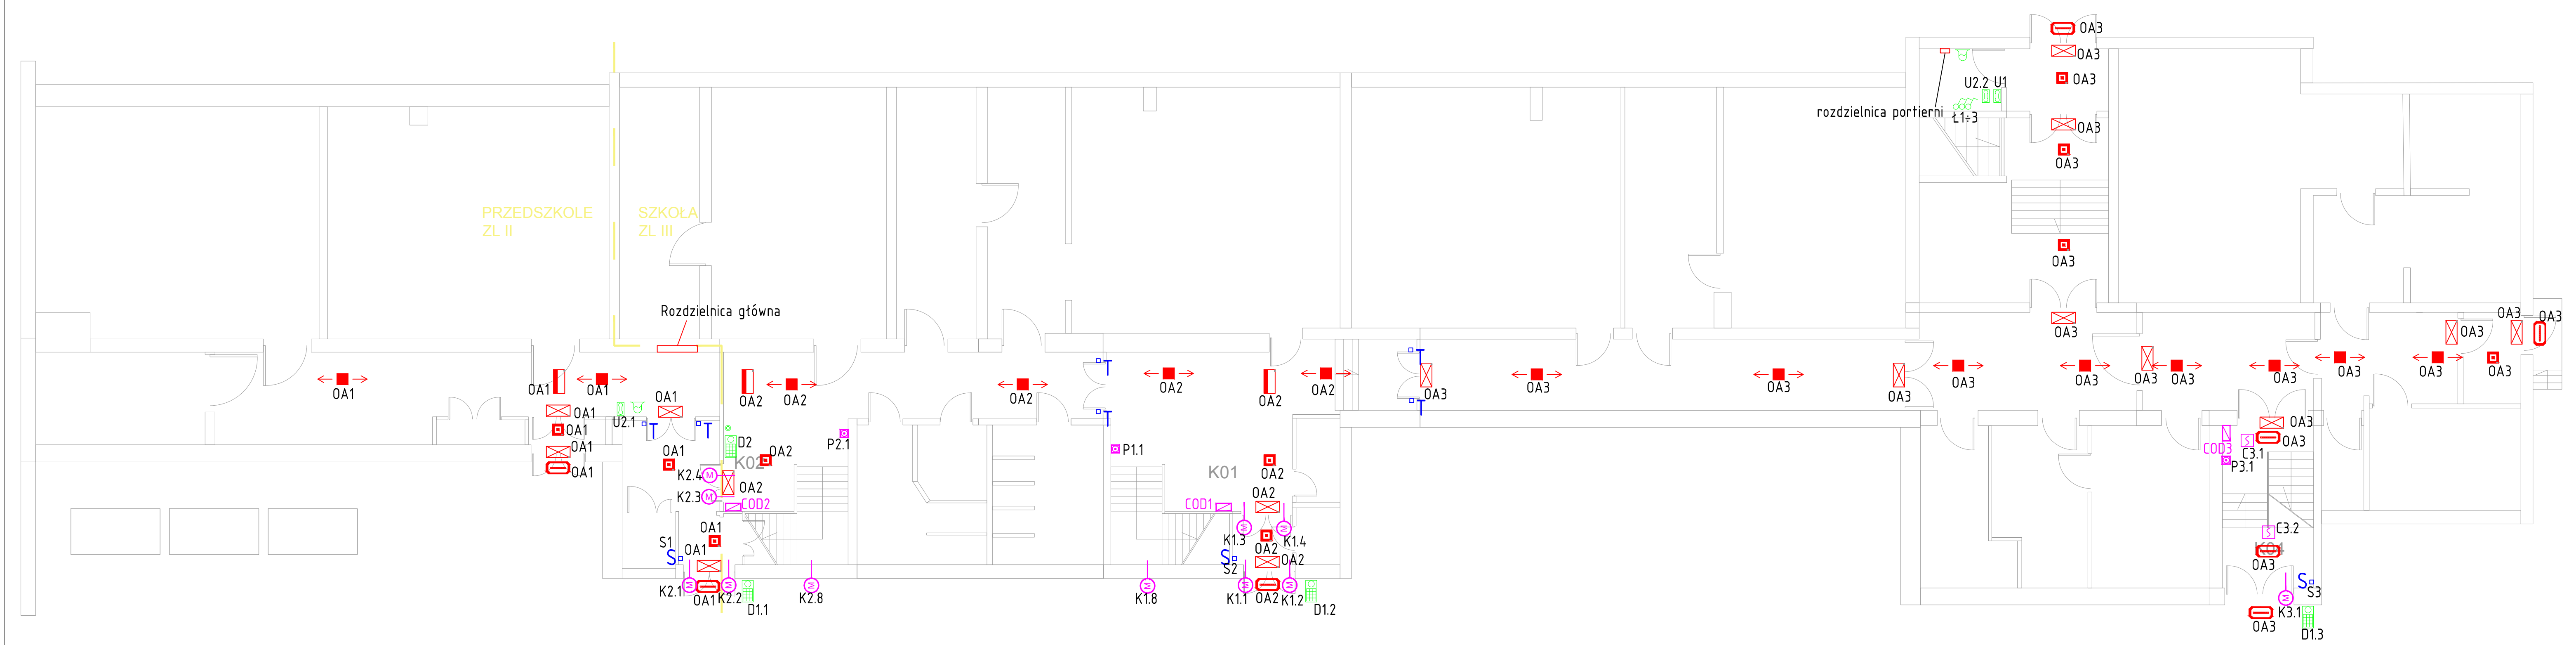 OA3
OA3
OA3
U2.2 U1
rozdzielnica portierni
Ł1÷3
OA3
OA3
PRZEDSZKOLE
ZL II
SZKOŁA
ZL III
OA3
Rozdzielnica główna
OA3
OA3
OA3
OA3
OA1
OA1
OA1
OA2
OA2
OA2
T
OA2
OA2
OA2
T
OA3
OA3
OA3
OA3
OA3
OA3
OA3
OA3
OA3
OA3
OA3
OA3
OA1
OA1
OA1
OA1
OA1
U2.1
T
T
T
T
D2
P2.1
P1.1
OA1
K02
OA2
K2.4
K2.3
OA2
COD2
K01
OA2
OA2
COD1
K1.3
K1.4
OA2
OA2
OA3
OA3
COD3
C3.1
P3.1
C3.2
K04
OA3
OA1
S1
S
OA1
K2.1
OA1
K2.2
D1.1
K2.8
K1.8
S
S2
K1.1
OA2
K1.2
D1.2
S
S3
K3.1
OA3
D1.3
M
M
M
M
M
M
M
M
M
M
M